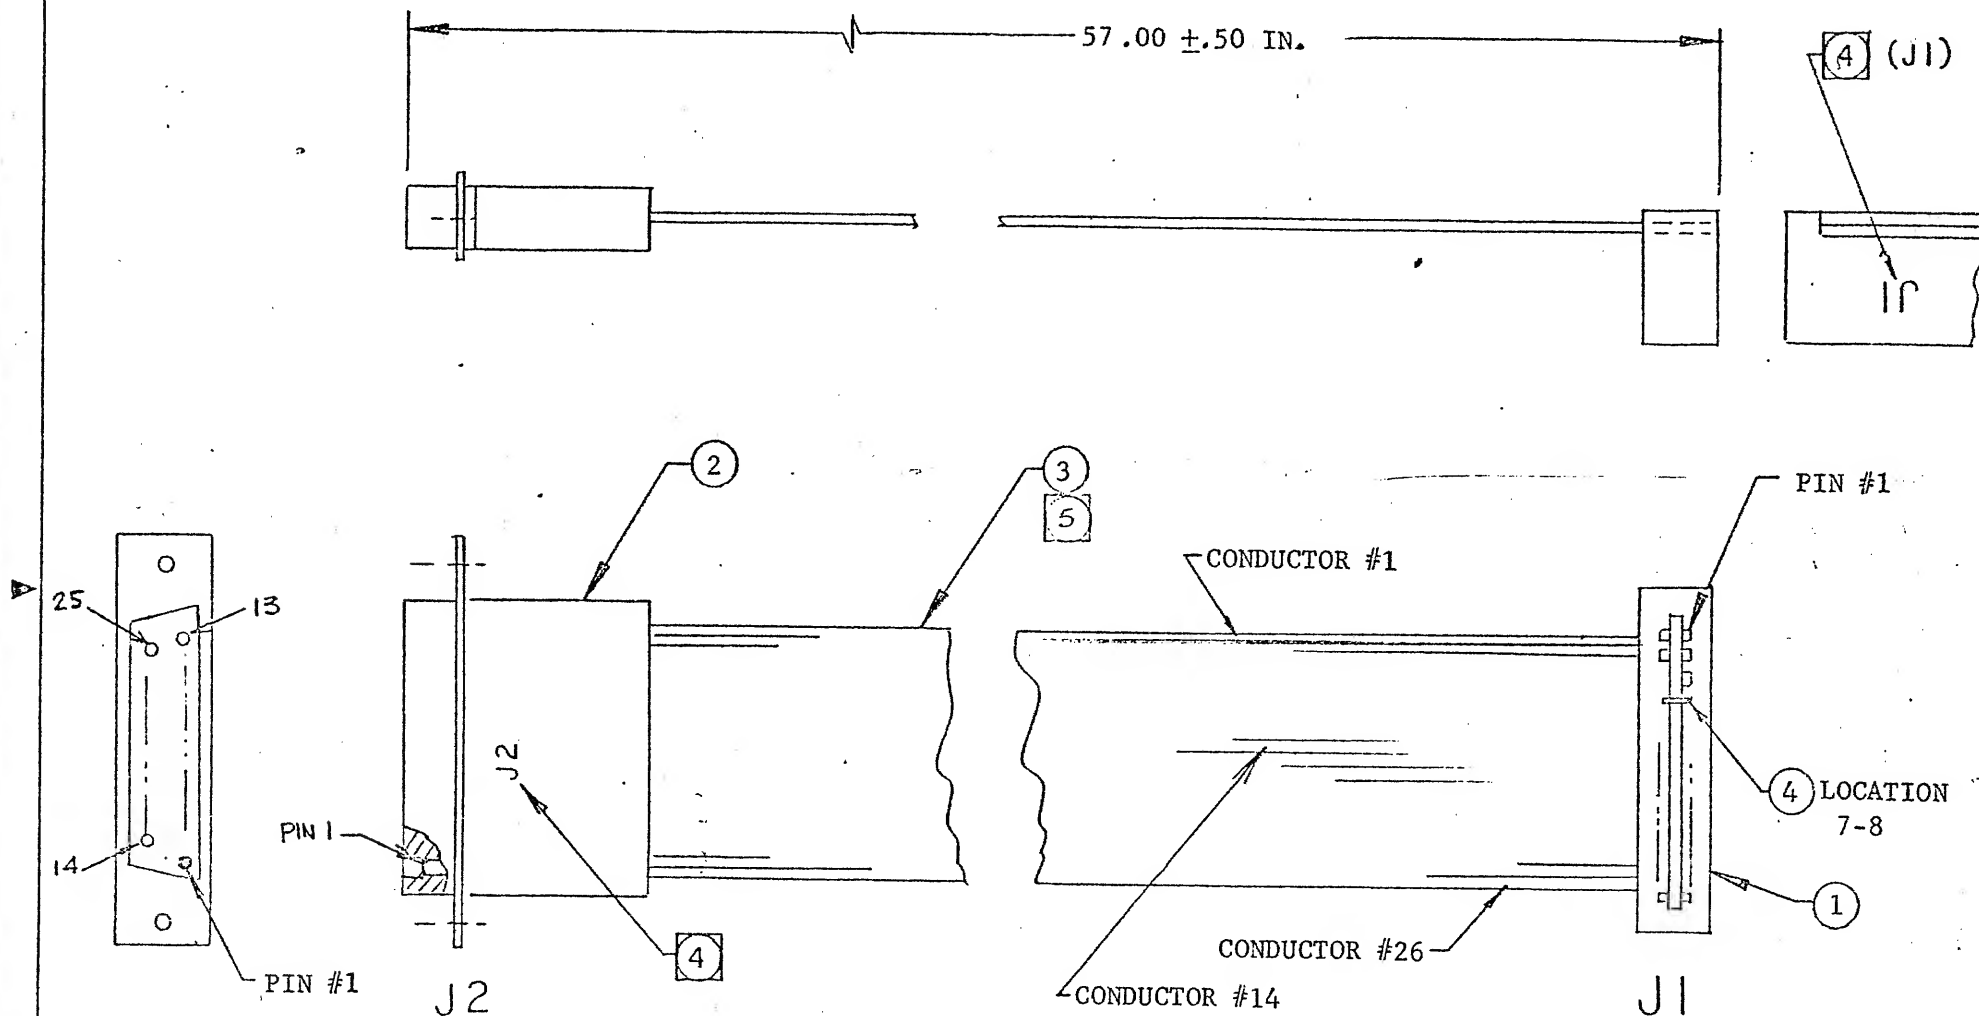 57.00 ±.50 IN.
4 (J1)
J1
2
3
5
PIN #1
CONDUCTOR #1
25
13
J2
4 LOCATION
7-8
PIN 1
14
1
4
CONDUCTOR #26
PIN #1
CONDUCTOR #14
J2
J1